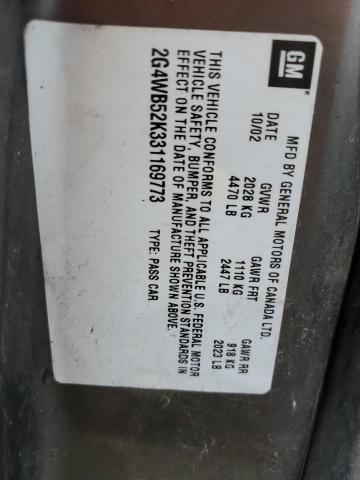 GM
MFD BY GENERAL MOTORS OF CANADA LTD.
DATE GVWR GAWR FRT GAWR RR
10/02 2028 KG 1110 KG 918 KG
4470 LB 2447 LB 2023 LB
THIS VEHICLE CONFORMS TO ALL APPLICABLE U.S. FEDERAL MOTOR
VEHICLE SAFETY, BUMPER, AND THEFT PREVENTION STANDARDS IN
EFFECT ON THE DATE OF MANUFACTURE SHOWN ABOVE.
2G4WB52K331169773 TYPE: PASS CAR